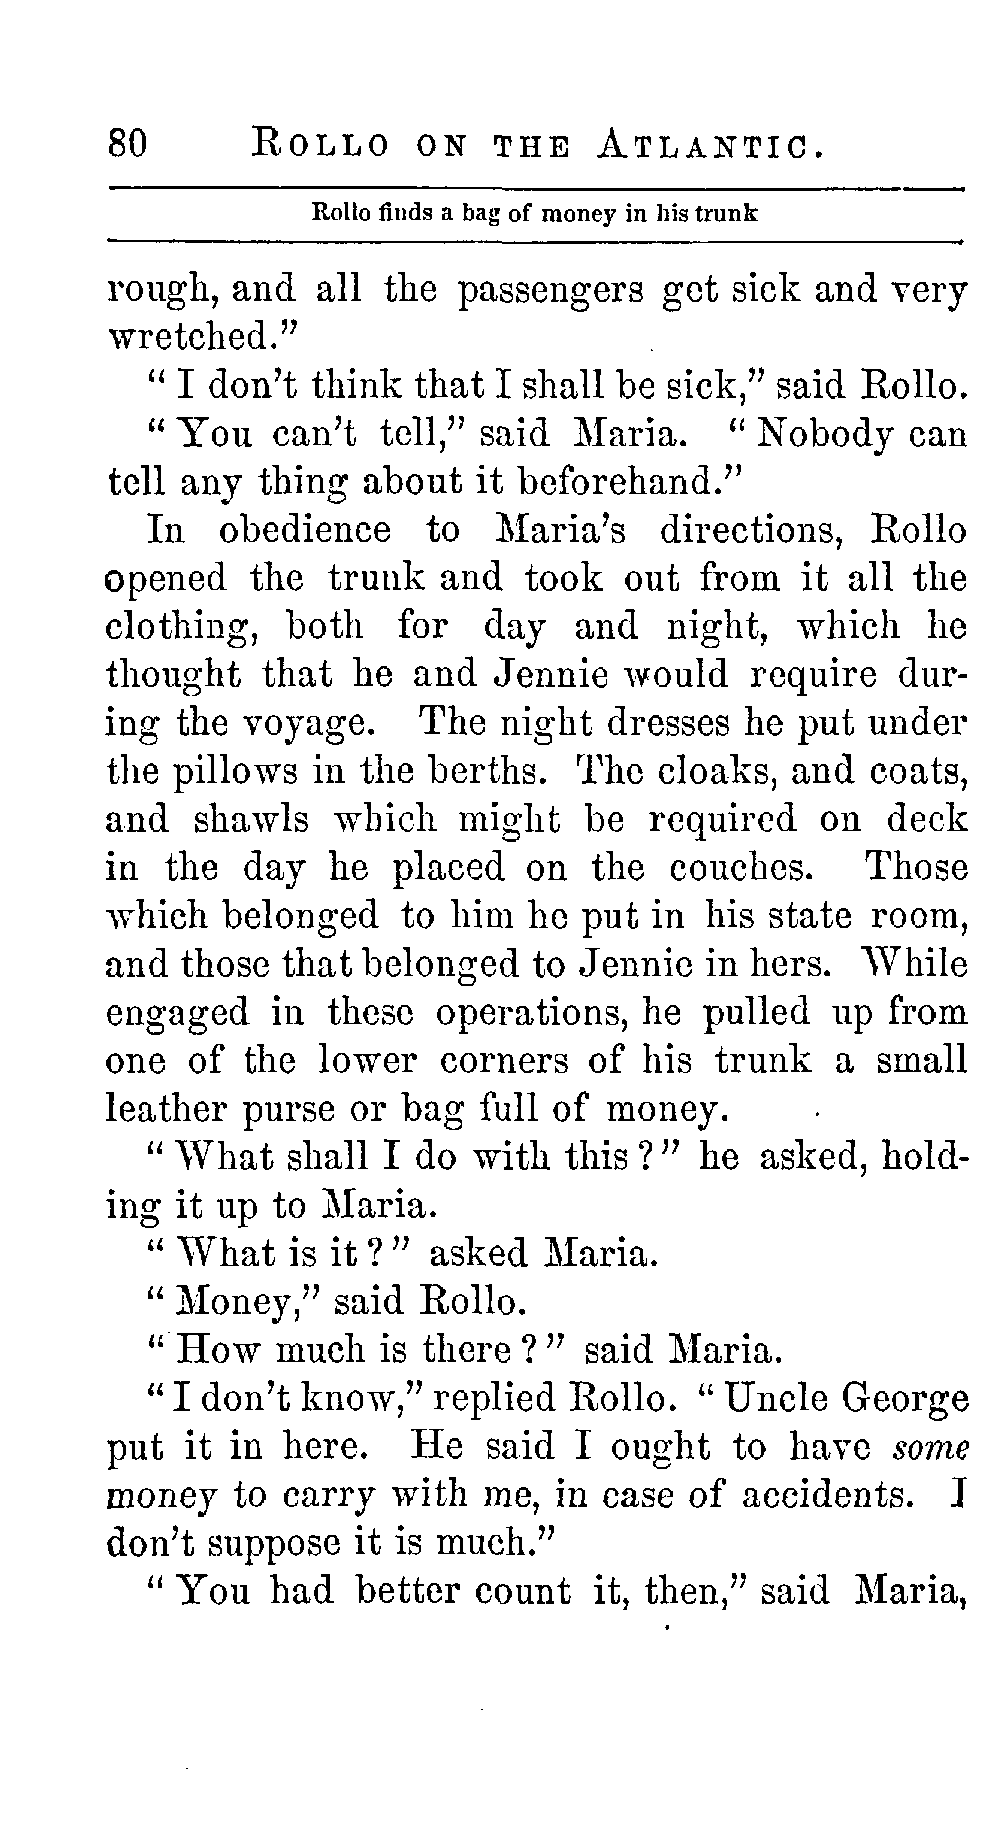 80 ROLLO ON THE ATLANTIC.
Rollo finds a bag of money in his trunk
rough, and all the passengers get sick and very
wretched.”
“ I don’t think that I shall be sick,” said Rollo.
“ You can’t tell,” said Maria. “ Nobody can
tell any thing about it beforehand.”
In obedience to Maria’s directions, Rollo
opened the trunk and took out from it all the
clothing, both for day and night, which he
thought that he and Jennie would require dur-
ing the voyage. The night dresses he put under
the pillows in the berths. The cloaks, and coats,
and shawls which might be required on deck
in the day he placed on the couches. Those
which belonged to him he put in his state room,
and those that belonged to Jennie in hers. While
engaged in these operations, he pulled up from
one of the lower corners of his trunk a small
leather purse or bag full of money.
“ What shall I do with this ? ” he asked, hold-
ing it up to Maria.
“ What is it ? ” asked Maria.
“ Money,” said Rollo.
“ How much is there ? ” said Maria.
“ I don’t know,” replied Rollo. “ Uncle George
put it in here. He said I ought to have some
money to carry with me, in case of accidents. I
don’t suppose it is much.”
“ You had better count it, then,” said Maria,